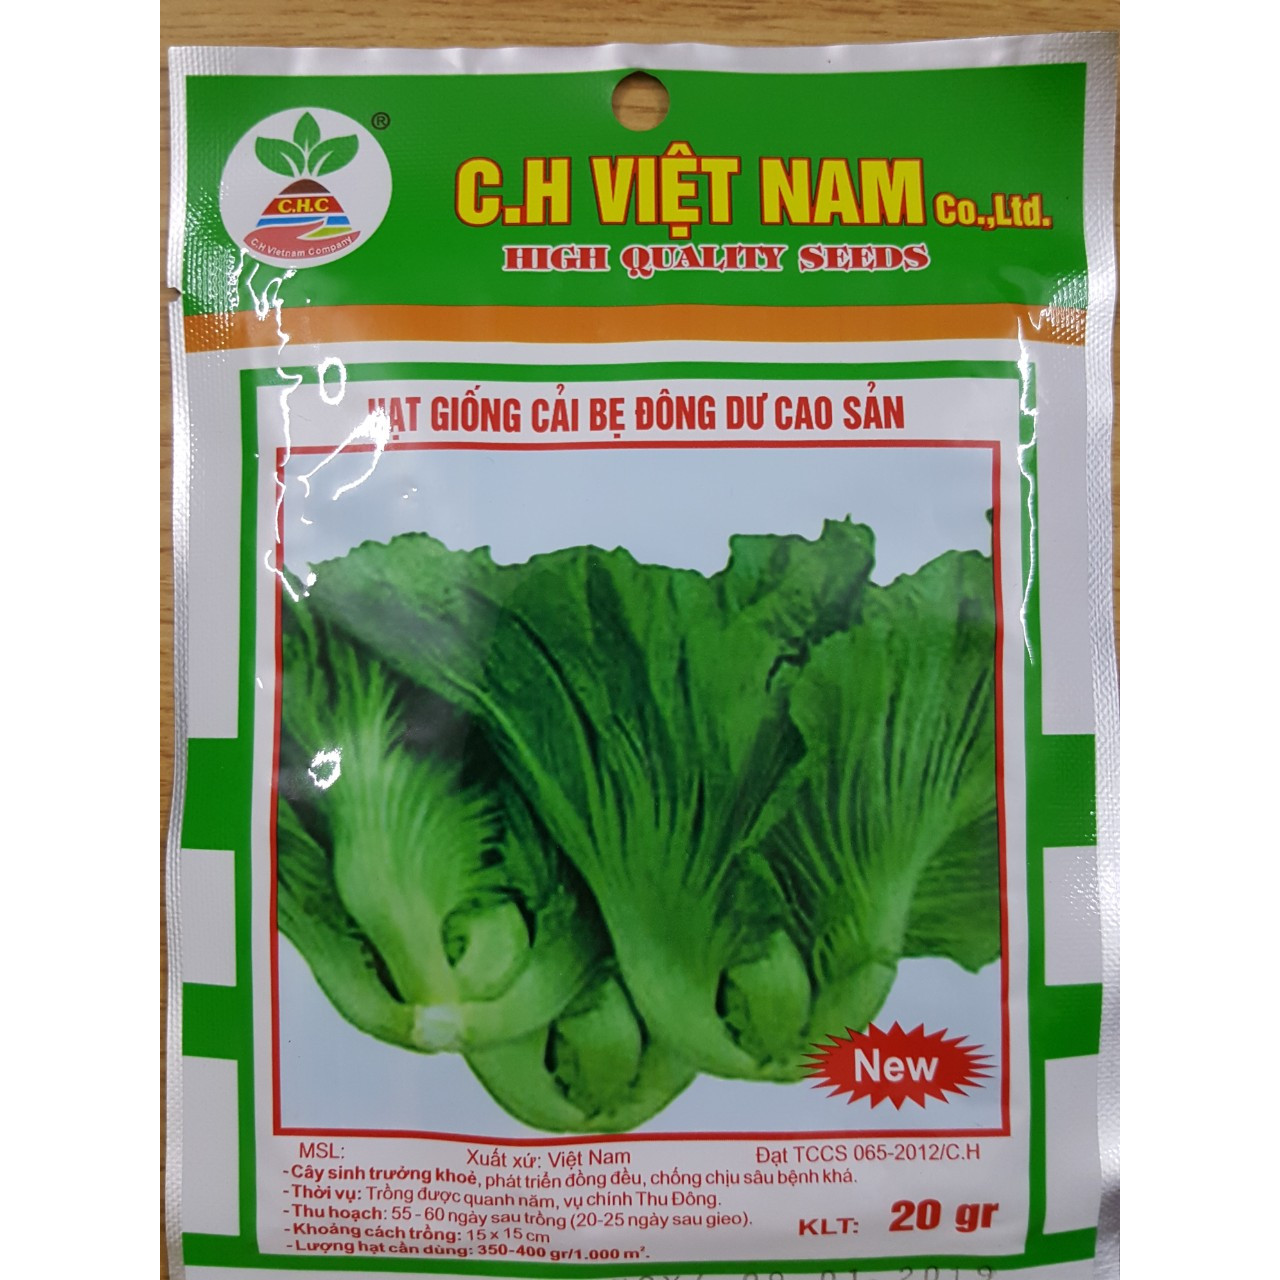 ®
C.H.C
C.H Vietnam Company
C.H VIỆT NAM Co.,Ltd.
HIGH QUALITY SEEDS
HẠT GIỐNG CẢI BẸ ĐÔNG DƯ CAO SẢN
New
MSL: Xuất xứ: Việt Nam Đạt TCCS 065-2012/C.H
-Cây sinh trưởng khoẻ, phát triển đồng đều, chống chịu sâu bệnh khá.
-Thời vụ: Trồng được quanh năm, vụ chính Thu Đông.
-Thu hoạch: 55 - 60 ngày sau trồng (20-25 ngày sau gieo).
-Khoảng cách trồng: 15 x 15 cm
-Lượng hạt cần dùng: 350-400 gr/1.000 m².
KLT: 20 gr